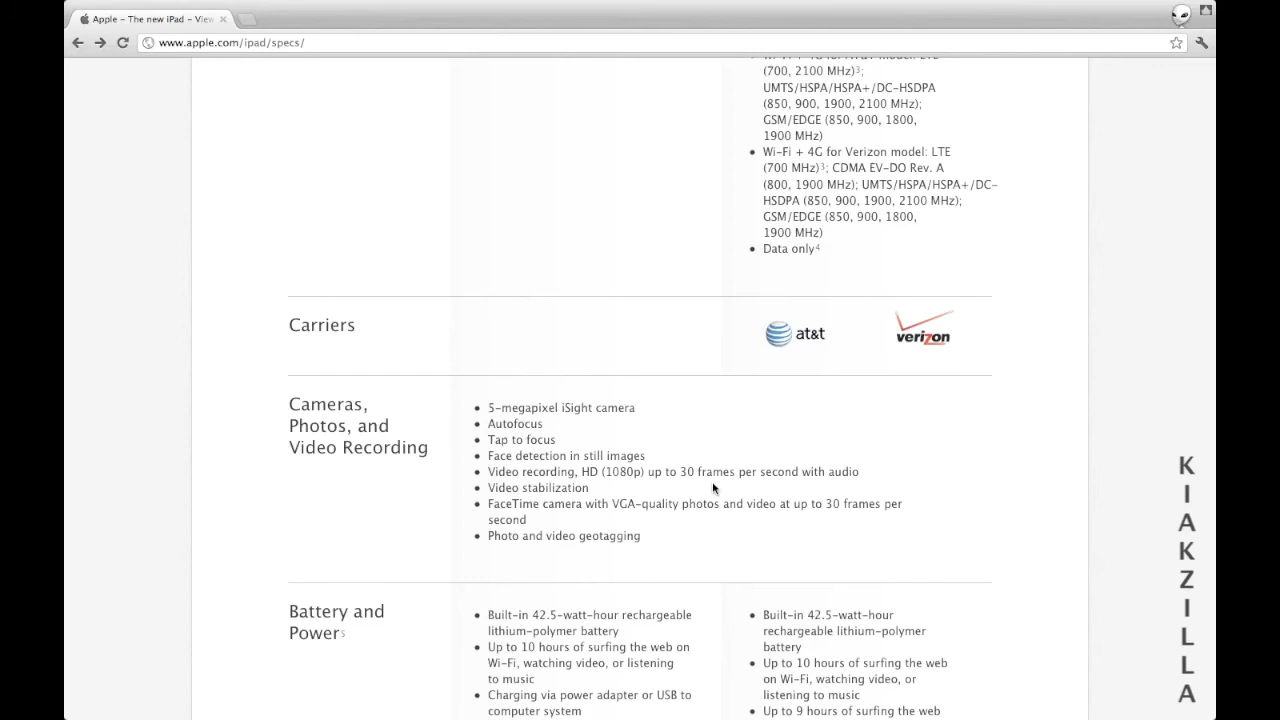 Apple – The new iPad – View
www.apple.com/ipad/specs/
Wi-Fi + 4G for AT&T model: LTE
(700, 2100 MHz)3;
UMTS/HSPA/HSPA+/DC-HSDPA
(850, 900, 1900, 2100 MHz);
GSM/EDGE (850, 900, 1800,
1900 MHz)
• Wi-Fi + 4G for Verizon model: LTE
(700 MHz)3; CDMA EV-DO Rev. A
(800, 1900 MHz); UMTS/HSPA/HSPA+/DC-
HSDPA (850, 900, 1900, 2100 MHz);
GSM/EDGE (850, 900, 1800,
1900 MHz)
• Data only4
Carriers
at&t
verizon
Cameras,
Photos, and
Video Recording
• 5-megapixel iSight camera
• Autofocus
• Tap to focus
• Face detection in still images
• Video recording, HD (1080p) up to 30 frames per second with audio
• Video stabilization
• FaceTime camera with VGA-quality photos and video at up to 30 frames per
second
• Photo and video geotagging
Battery and
Power5
• Built-in 42.5-watt-hour rechargeable
lithium-polymer battery
• Up to 10 hours of surfing the web on
Wi-Fi, watching video, or listening
to music
• Charging via power adapter or USB to
computer system
• Built-in 42.5-watt-hour
rechargeable lithium-polymer
battery
• Up to 10 hours of surfing the web
on Wi-Fi, watching video, or
listening to music
• Up to 9 hours of surfing the web
KIAKZILLA